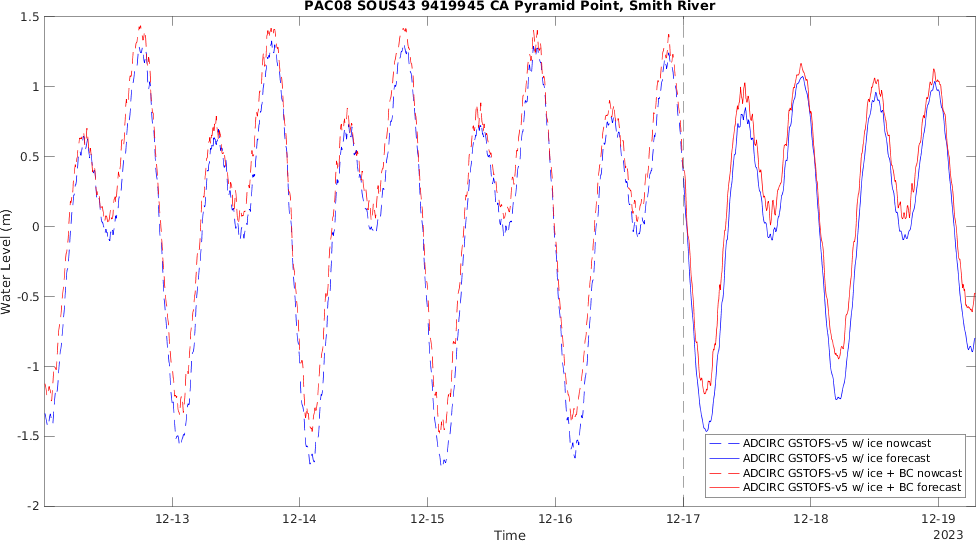 PAC08 SOUS43 9419945 CA Pyramid Point, Smith River
1.5
1
0.5
0
-0.5
-1
-1.5
-2
Water Level (m)
12-13
12-14
12-15
12-16
12-17
12-18
12-19
Time
2023
ADCIRC GSTOFS-v5 w/ ice nowcast
ADCIRC GSTOFS-v5 w/ ice forecast
ADCIRC GSTOFS-v5 w/ice + BC nowcast
ADCIRC GSTOFS-v5 w/ice + BC forecast